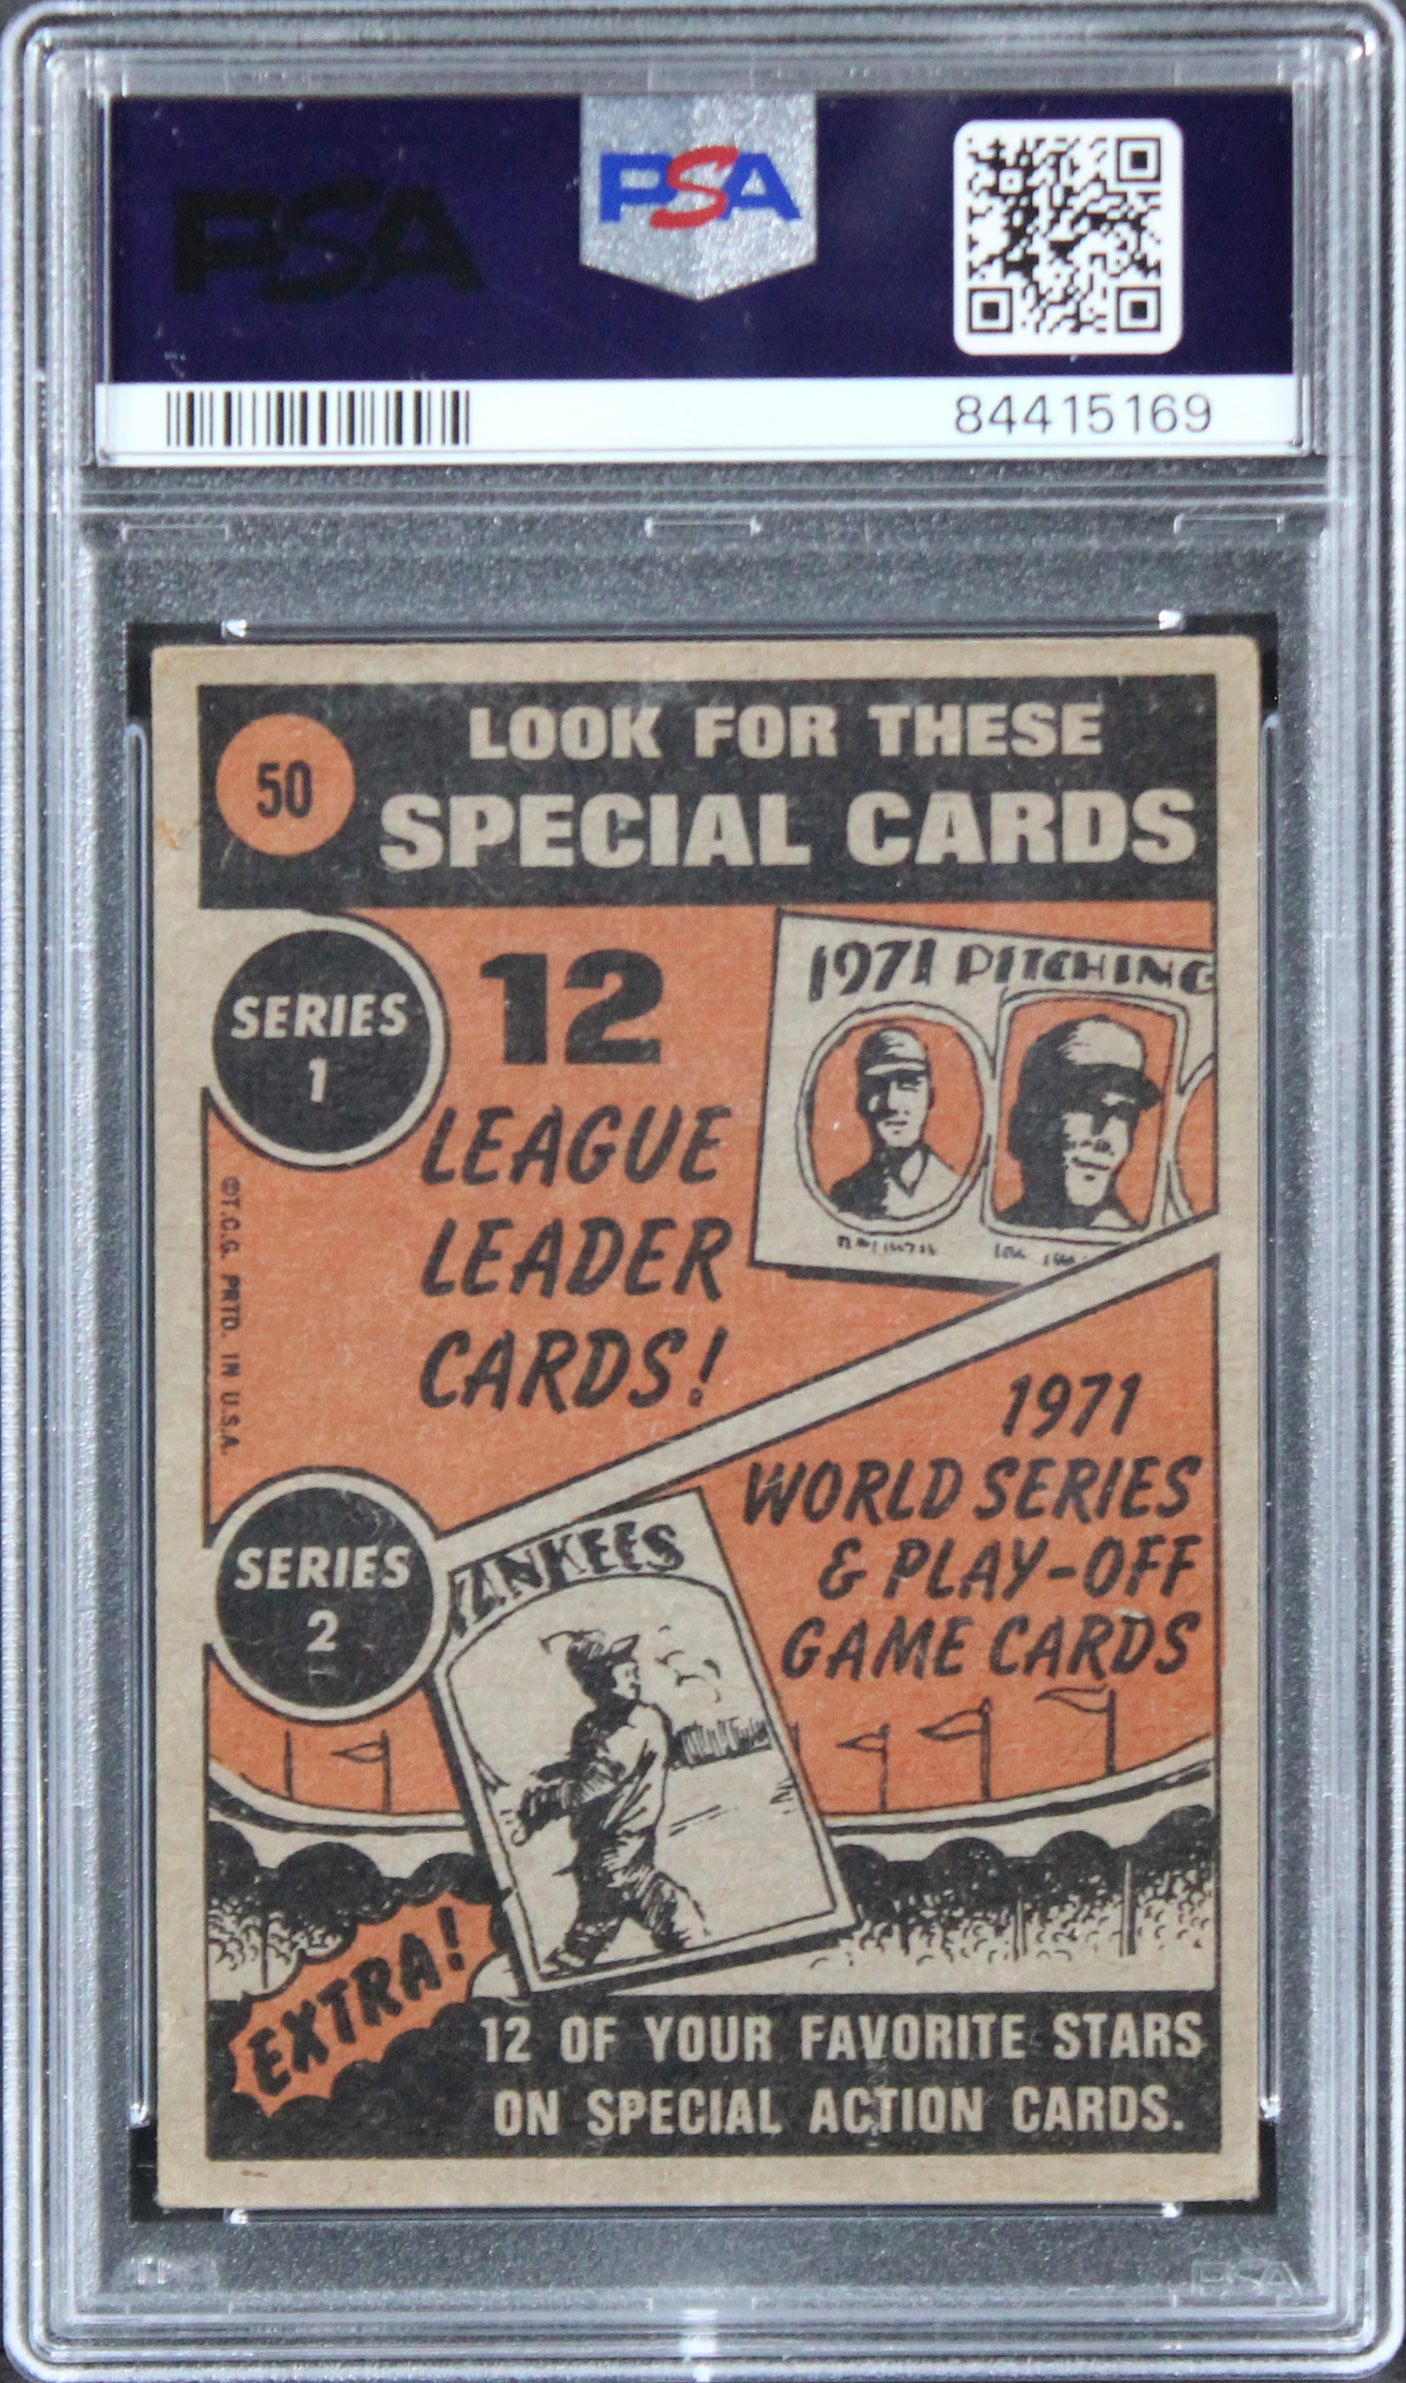 PSA
PSA
84415169
50
LOOK FOR THESE
SPECIAL CARDS
SERIES
1
12
LEAGUE
LEADER
CARDS!
1971 PITCHING
©T.C.G. PRTD. IN U.S.A.
1971
WORLD SERIES
& PLAY-OFF
GAME CARDS
SERIES
2
YANKEES
EXTRA!
12 OF YOUR FAVORITE STARS
ON SPECIAL ACTION CARDS.
PSA